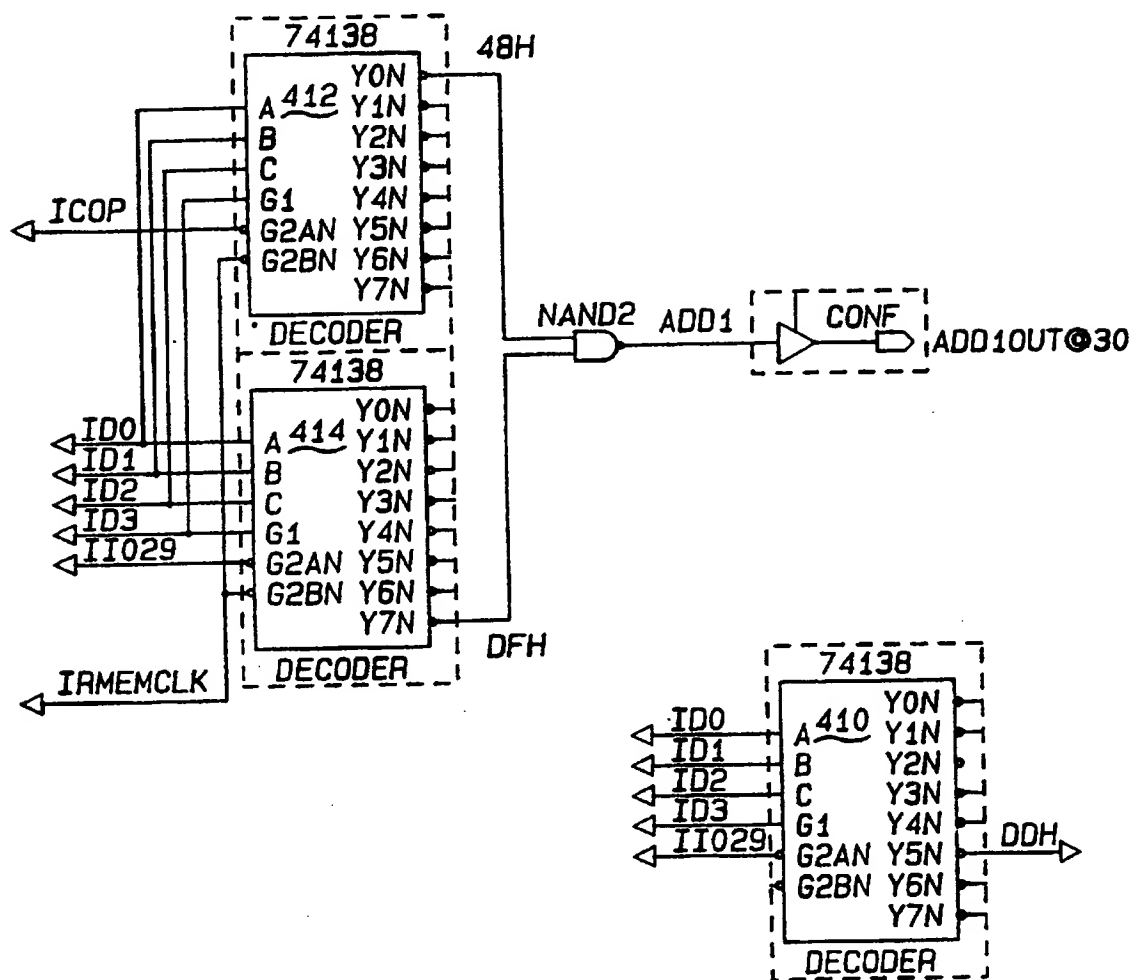 74138
48H
412
A
B
C
G1
G2AN
G2BN
Y0N
Y1N
Y2N
Y3N
Y4N
Y5N
Y6N
Y7N
DECODER
ICOP
74138
414
A
B
C
G1
G2AN
G2BN
Y0N
Y1N
Y2N
Y3N
Y4N
Y5N
Y6N
Y7N
DECODER
ID0
ID1
ID2
ID3
IIO29
IRMEMCLK
DFH
NAND2
ADD1
CONF
ADD1OUT@30
74138
410
A
B
C
G1
G2AN
G2BN
Y0N
Y1N
Y2N
Y3N
Y4N
Y5N
Y6N
Y7N
DECODER
ID0
ID1
ID2
ID3
IIO29
DDH